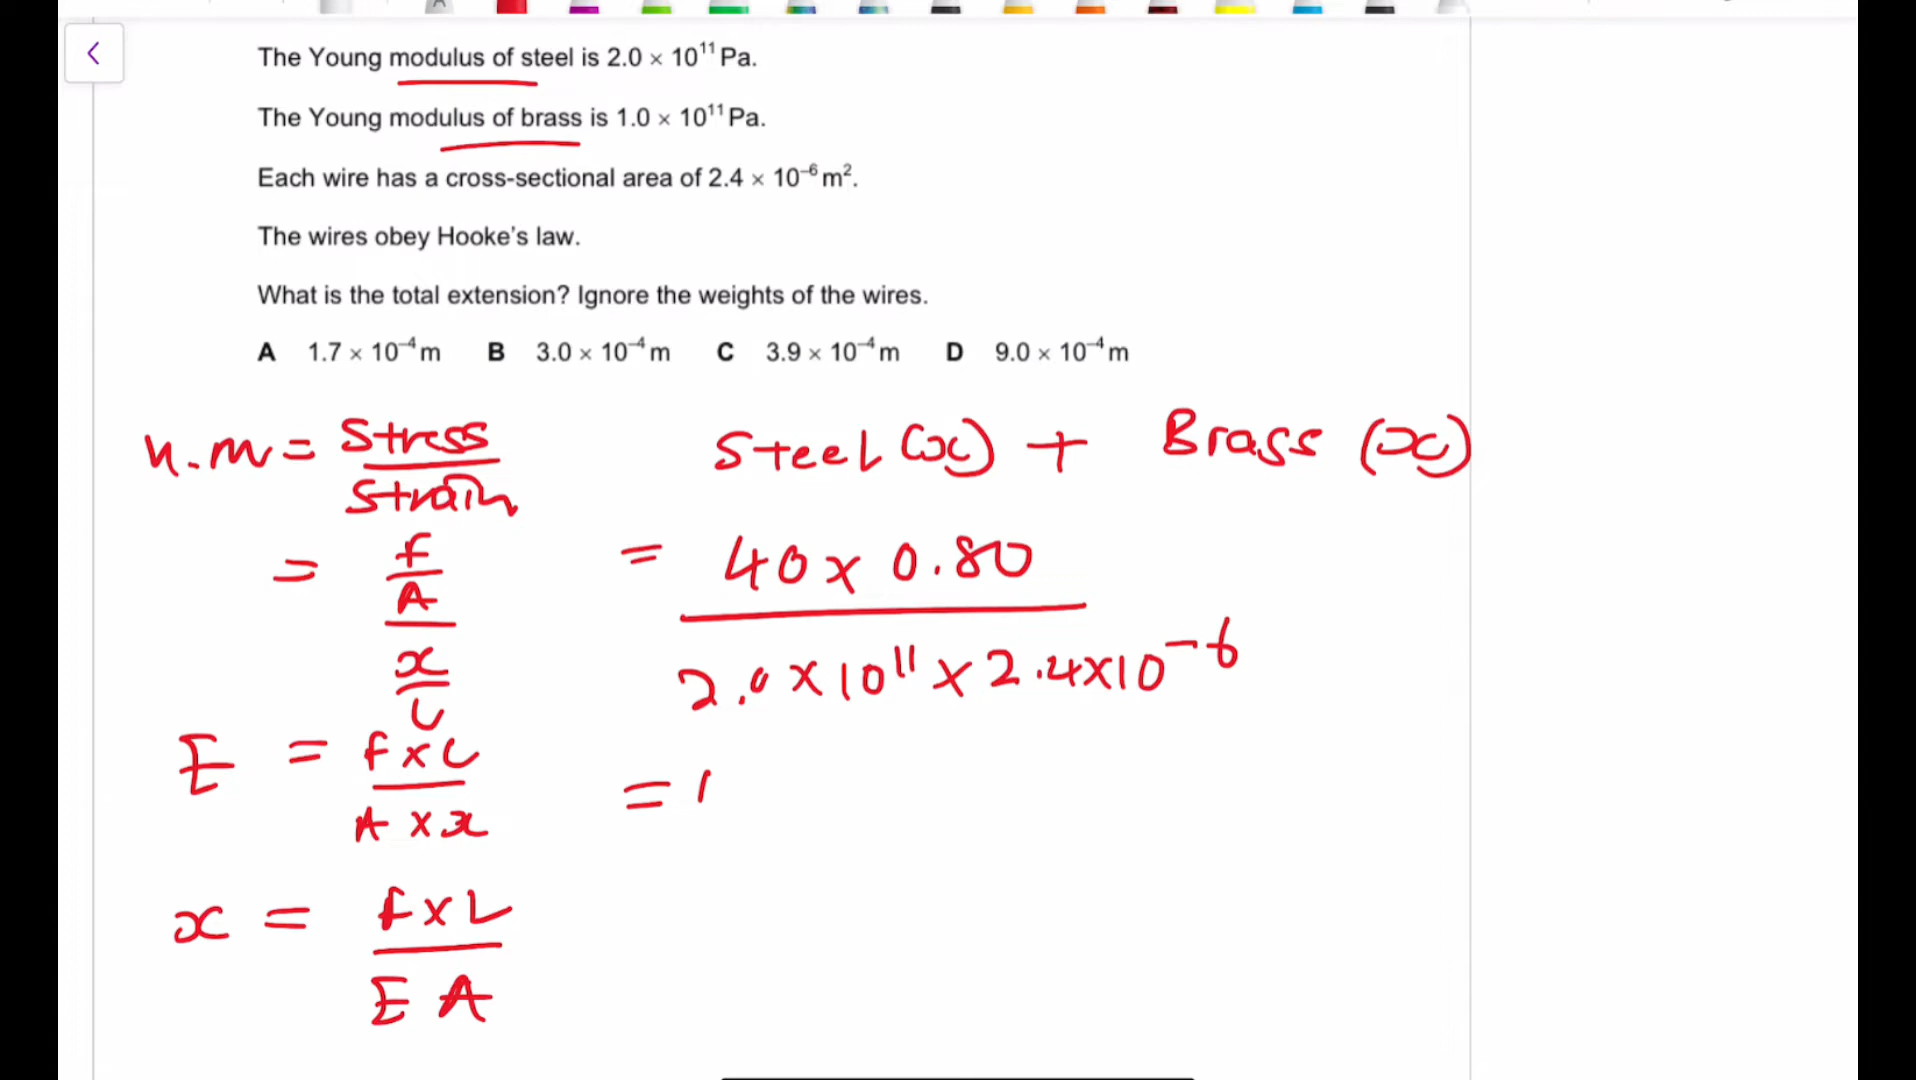 The Young modulus of steel is 2.0 × 10¹¹ Pa.
The Young modulus of brass is 1.0 × 10¹¹ Pa.
Each wire has a cross-sectional area of 2.4 × 10⁻⁶ m².
The wires obey Hooke's law.
What is the total extension? Ignore the weights of the wires.
A 1.7 × 10⁻⁴ m B 3.0 × 10⁻⁴ m C 3.9 × 10⁻⁴ m D 9.0 × 10⁻⁴ m
Y.m = Stress
Strain
= f
A
x
L
E = f x L
A x x
x = f x L
E A
Steel (x) + Brass (x)
= 40 x 0.80
2.0 x 10¹¹ x 2.4 x 10⁻⁶
= 1